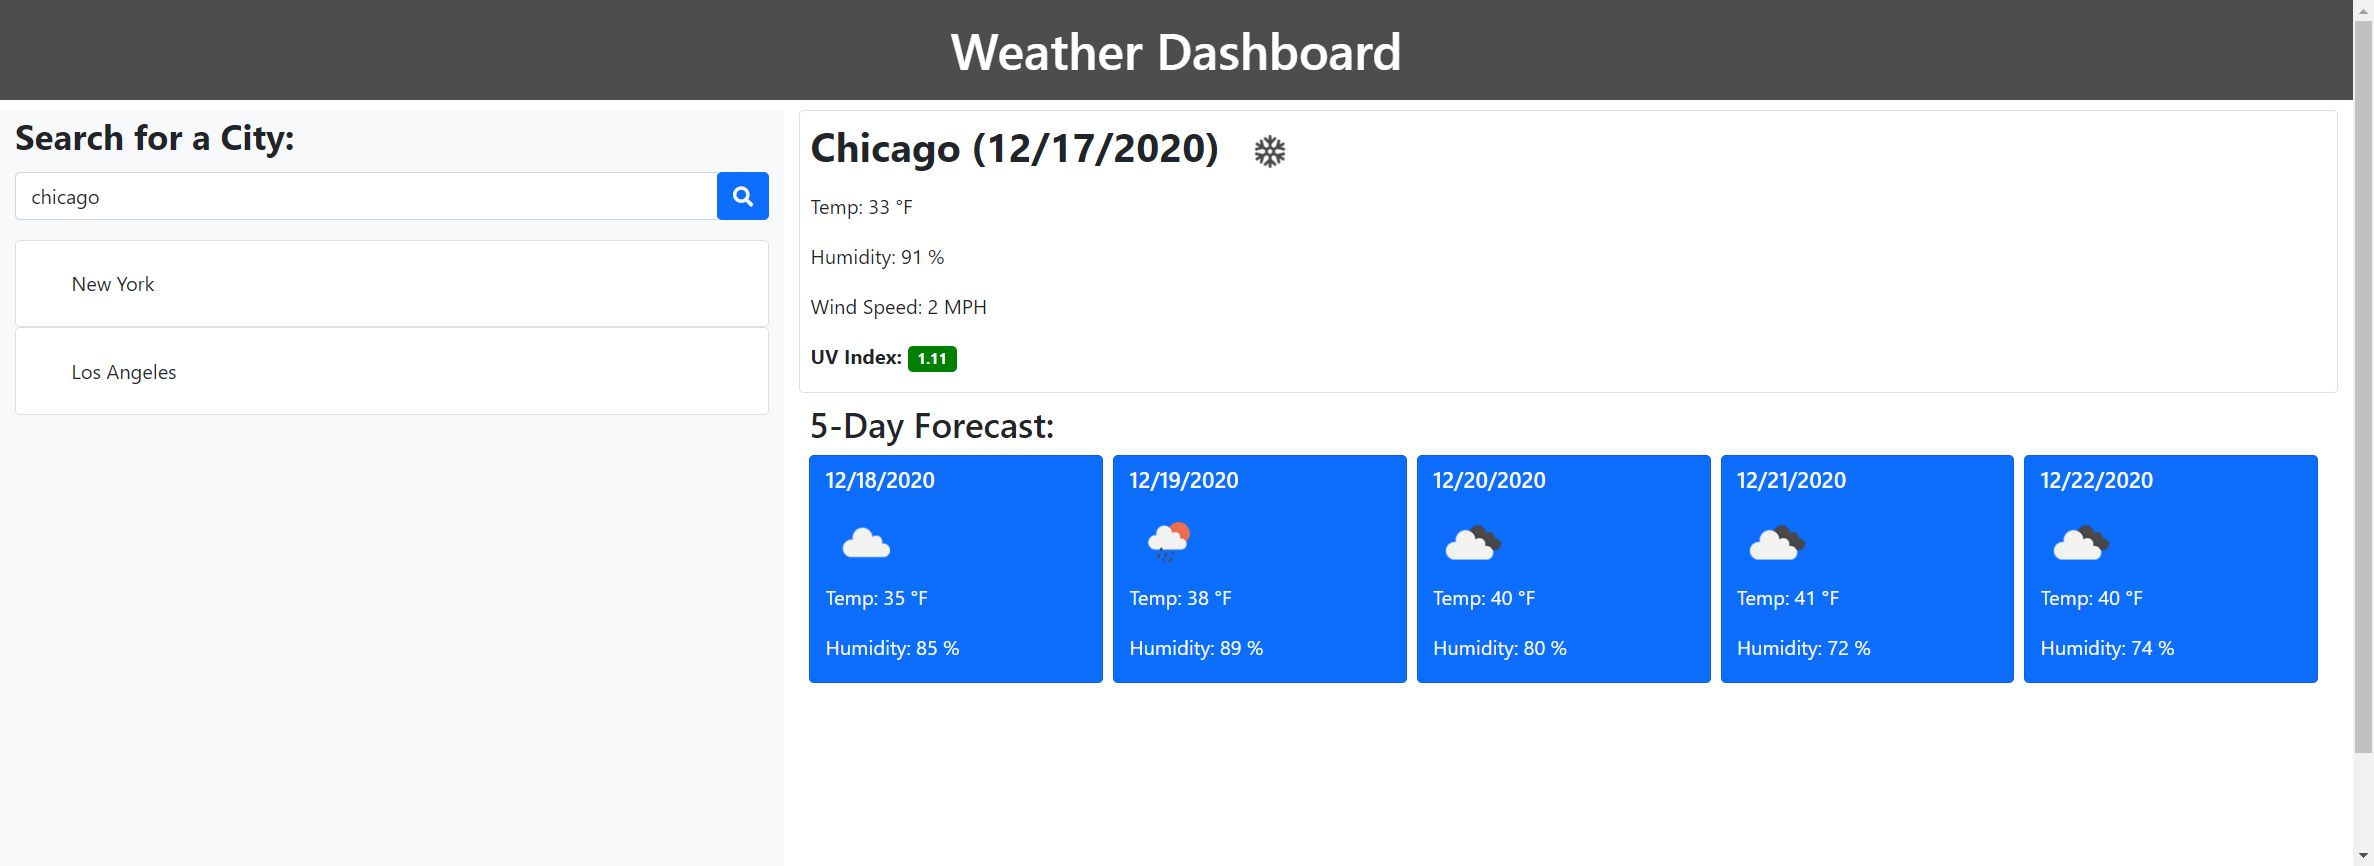 Weather Dashboard
Search for a City:
chicago
New York
Los Angeles
Chicago (12/17/2020)
Temp: 33 °F
Humidity: 91 %
Wind Speed: 2 MPH
UV Index: 1.11
5-Day Forecast:
12/18/2020
Temp: 35 °F
Humidity: 85 %
12/19/2020
Temp: 38 °F
Humidity: 89 %
12/20/2020
Temp: 40 °F
Humidity: 80 %
12/21/2020
Temp: 41 °F
Humidity: 72 %
12/22/2020
Temp: 40 °F
Humidity: 74 %